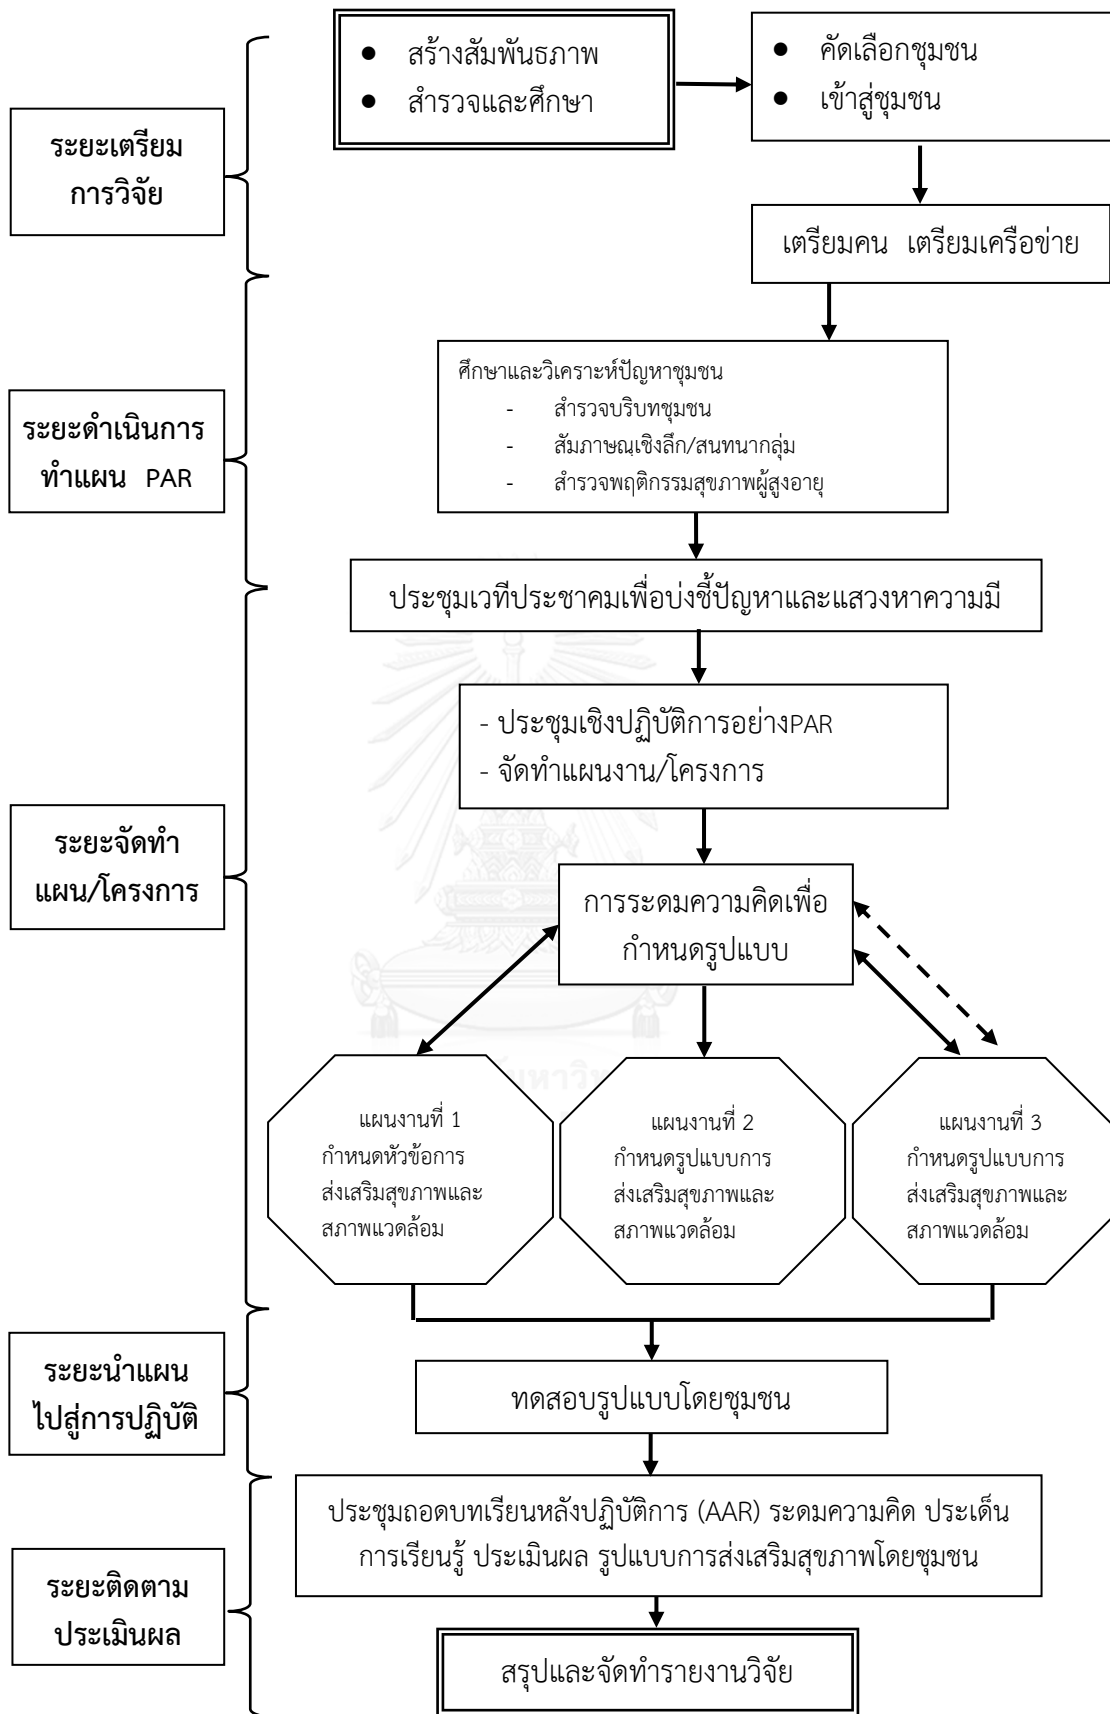 ● สร้างสัมพันธภาพ
● สำรวจและศึกษา
● คัดเลือกชุมชน
● เข้าสู่ชุมชน
ระยะเตรียม
การวิจัย
เตรียมคน เตรียมเครือข่าย
ศึกษาและวิเคราะห์ปัญหาชุมชน
- สำรวจบริบทชุมชน
- สัมภาษณ์เชิงลึก/สนทนากลุ่ม
- สำรวจพฤติกรรมสุขภาพผู้สูงอายุ
ระยะดำเนินการ
ทำแผน PAR
ประชุมเวทีประชาคมเพื่อบ่งชี้ปัญหาและแสวงหาความมี
- ประชุมเชิงปฏิบัติการอย่างPAR
- จัดทำแผนงาน/โครงการ
ระยะจัดทำ
แผน/โครงการ
การระดมความคิดเพื่อ
กำหนดรูปแบบ
แผนงานที่ 1
กำหนดหัวข้อการ
ส่งเสริมสุขภาพและ
สภาพแวดล้อม
แผนงานที่ 2
กำหนดรูปแบบการ
ส่งเสริมสุขภาพและ
สภาพแวดล้อม
แผนงานที่ 3
กำหนดรูปแบบการ
ส่งเสริมสุขภาพและ
สภาพแวดล้อม
ระยะนำแผน
ไปสู่การปฏิบัติ
ทดสอบรูปแบบโดยชุมชน
ประชุมถอดบทเรียนหลังปฏิบัติการ (AAR) ระดมความคิด ประเด็น
การเรียนรู้ ประเมินผล รูปแบบการส่งเสริมสุขภาพโดยชุมชน
ระยะติดตาม
ประเมินผล
สรุปและจัดทำรายงานวิจัย